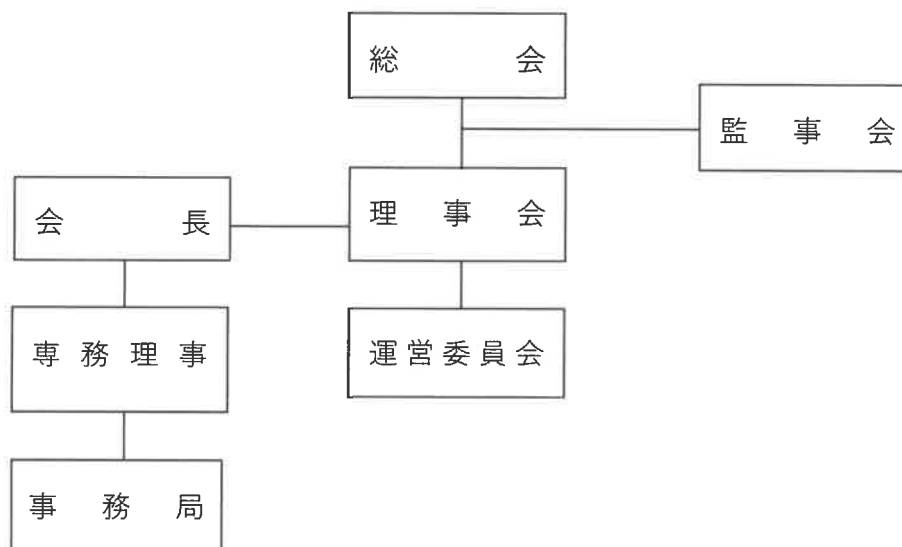 総会
監事会
会長
理事会
専務理事
運営委員会
事務局